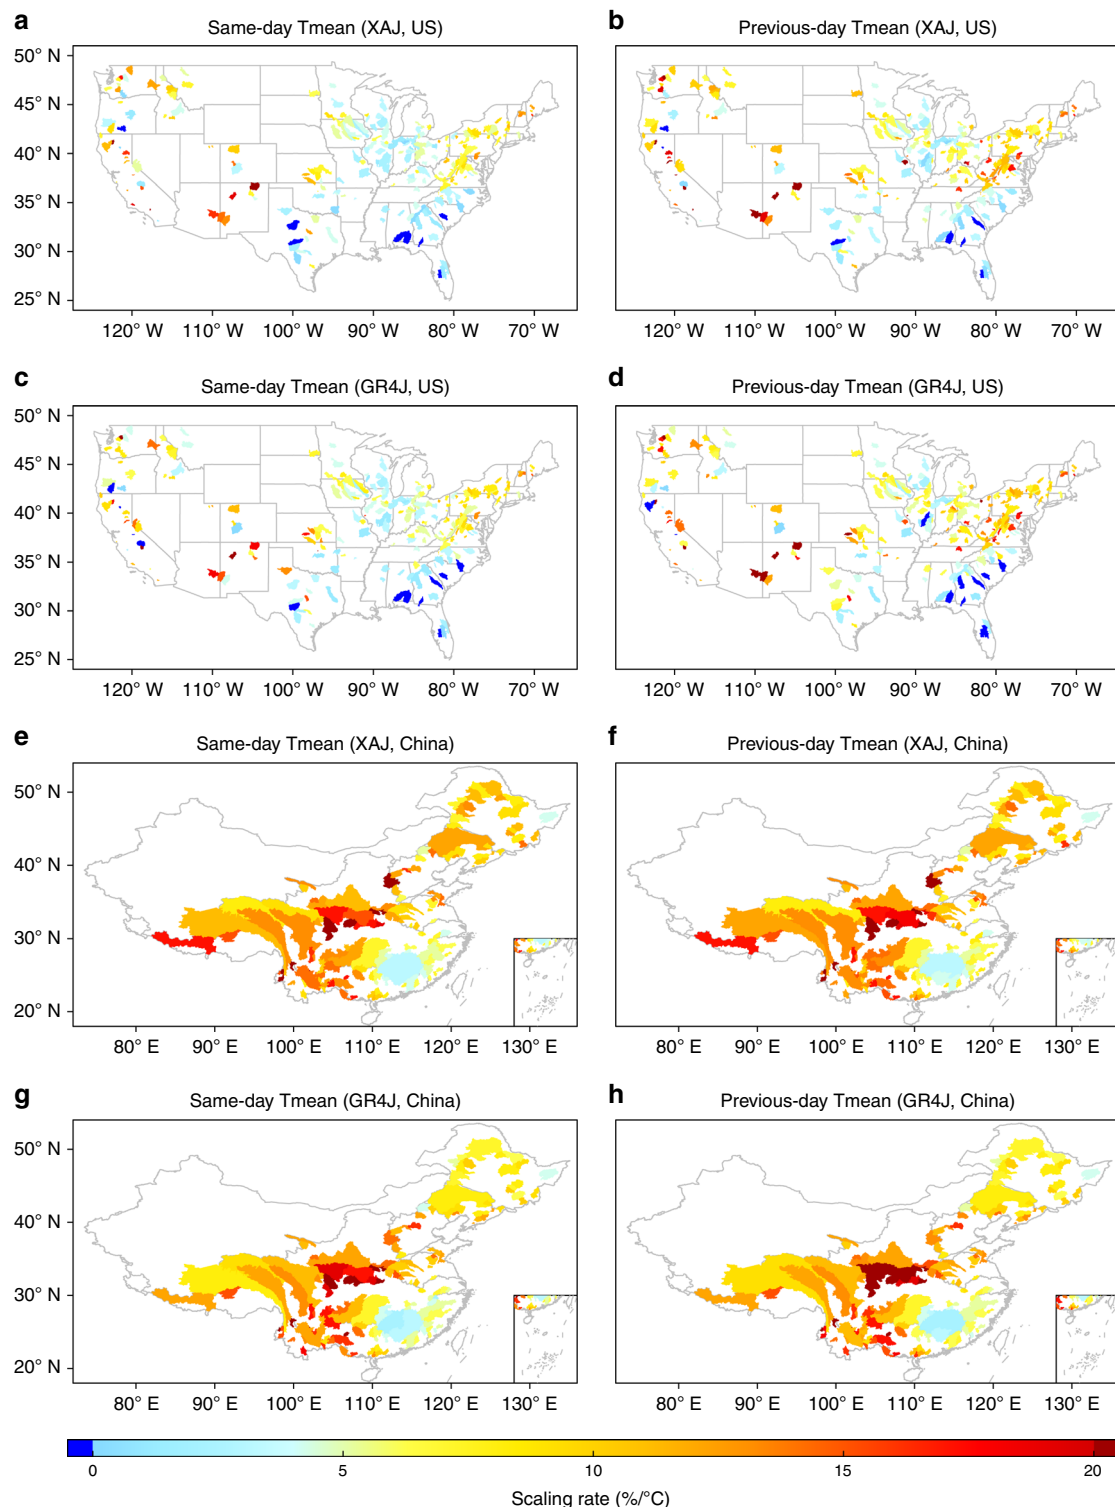 a Same-day Tmean (XAJ, US)
b Previous-day Tmean (XAJ, US)
50° N
45° N
40° N
35° N
30° N
25° N
120° W 110° W 100° W 90° W 80° W 70° W
120° W 110° W 100° W 90° W 80° W 70° W
c Same-day Tmean (GR4J, US)
d Previous-day Tmean (GR4J, US)
50° N
45° N
40° N
35° N
30° N
25° N
120° W 110° W 100° W 90° W 80° W 70° W
120° W 110° W 100° W 90° W 80° W 70° W
e Same-day Tmean (XAJ, China)
f Previous-day Tmean (XAJ, China)
50° N
40° N
30° N
20° N
80° E 90° E 100° E 110° E 120° E 130° E
80° E 90° E 100° E 110° E 120° E 130° E
g Same-day Tmean (GR4J, China)
h Previous-day Tmean (GR4J, China)
50° N
40° N
30° N
20° N
80° E 90° E 100° E 110° E 120° E 130° E
80° E 90° E 100° E 110° E 120° E 130° E
0 5 10 15 20
Scaling rate (%/°C)